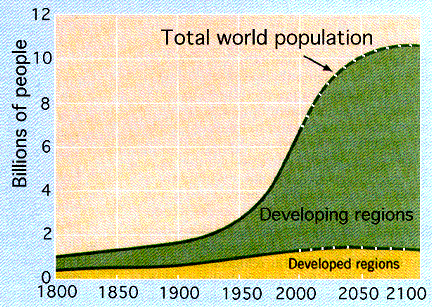 12
Total world population
10
8
6
4
2
0
Billions of people
Developing regions
Developed regions
1800 1850 1900 1950 2000 2050 2100